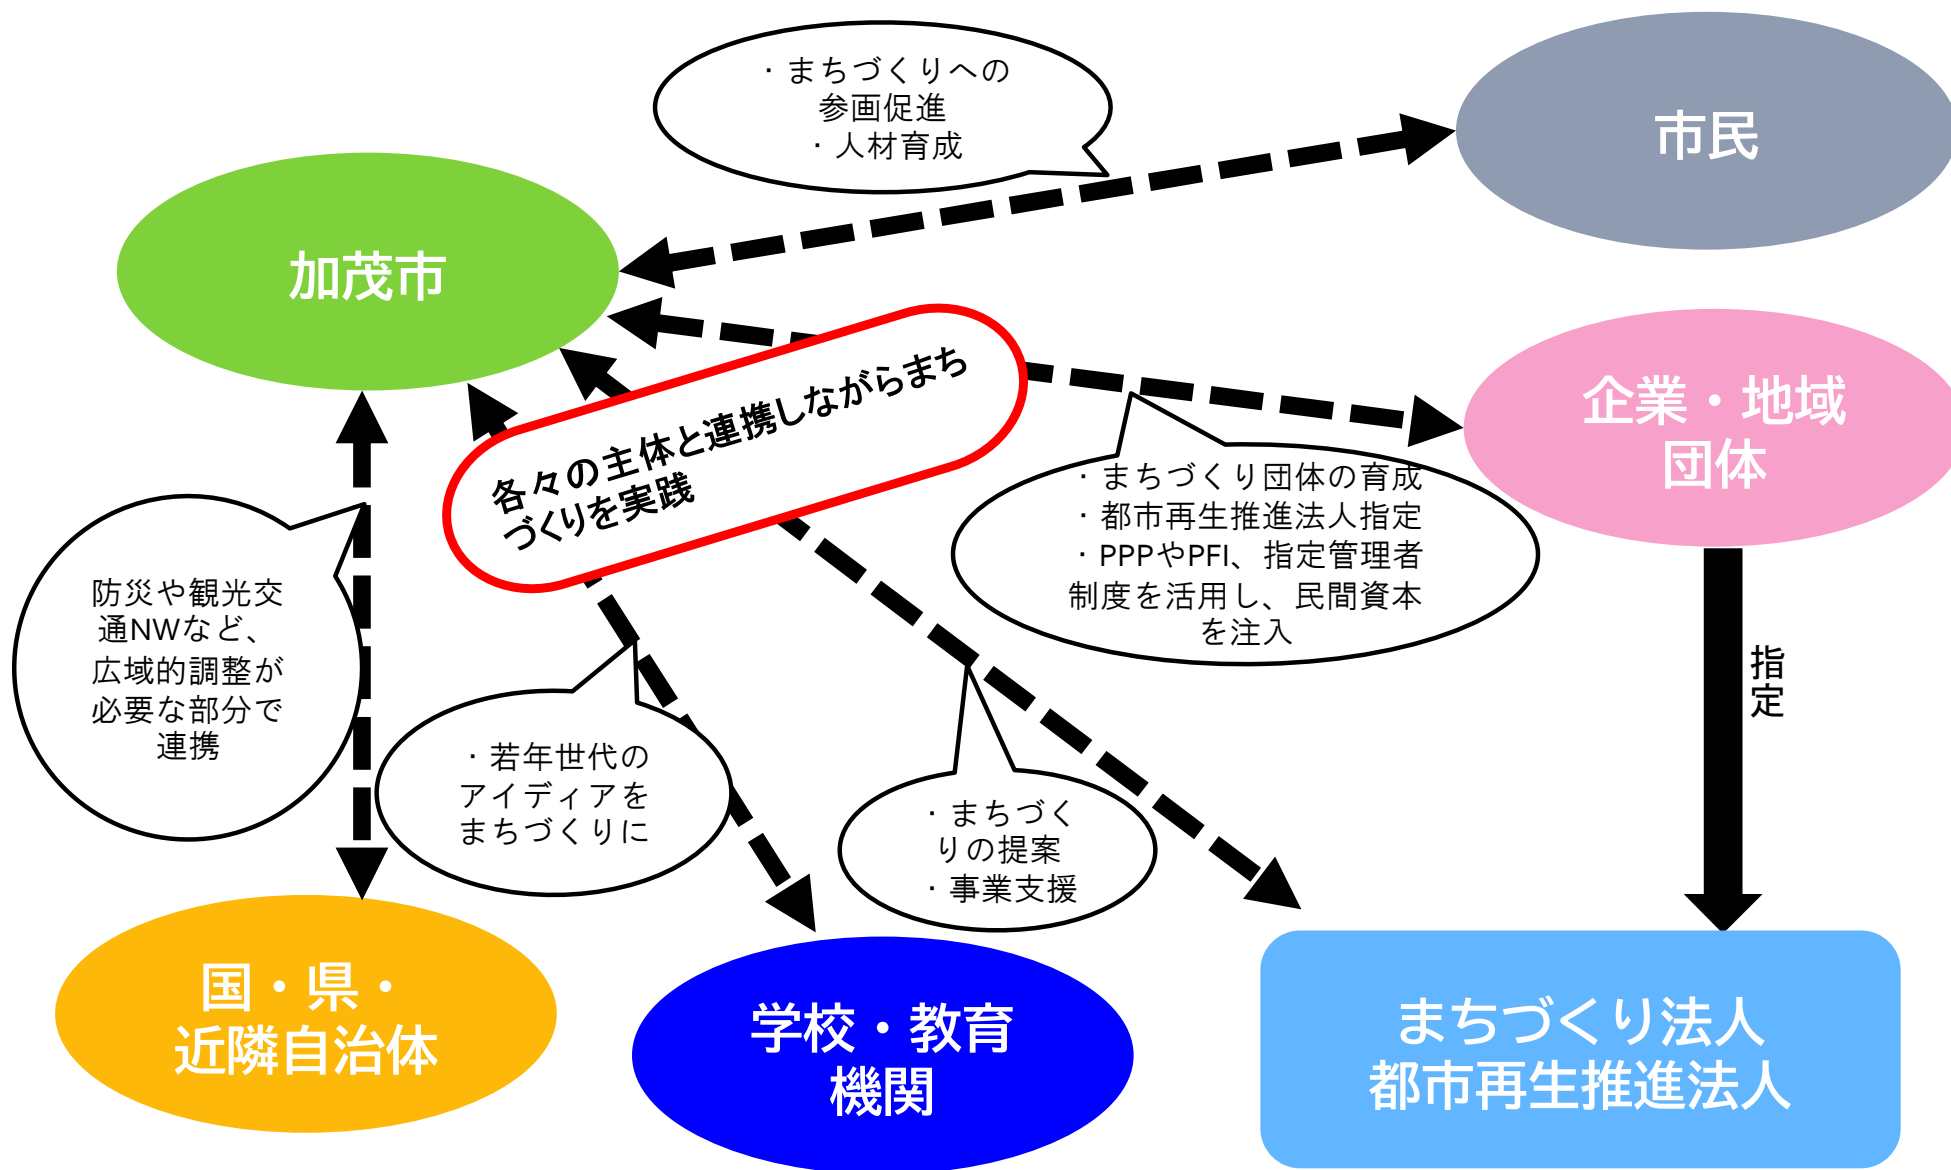 ・まちづくりへの
参画促進
・人材育成
市民
加茂市
各々の主体と連携しながらまち
づくりを実践
企業・地域
団体
・まちづくり団体の育成
・都市再生推進法人指定
・PPPやPFI、指定管理者
制度を活用し、民間資本
を注入
防災や観光交
通NWなど、
広域的調整が
必要な部分で
連携
指定
・若年世代の
アイディアを
まちづくりに
・まちづく
りの提案
・事業支援
国・県・
近隣自治体
学校・教育
機関
まちづくり法人
都市再生推進法人